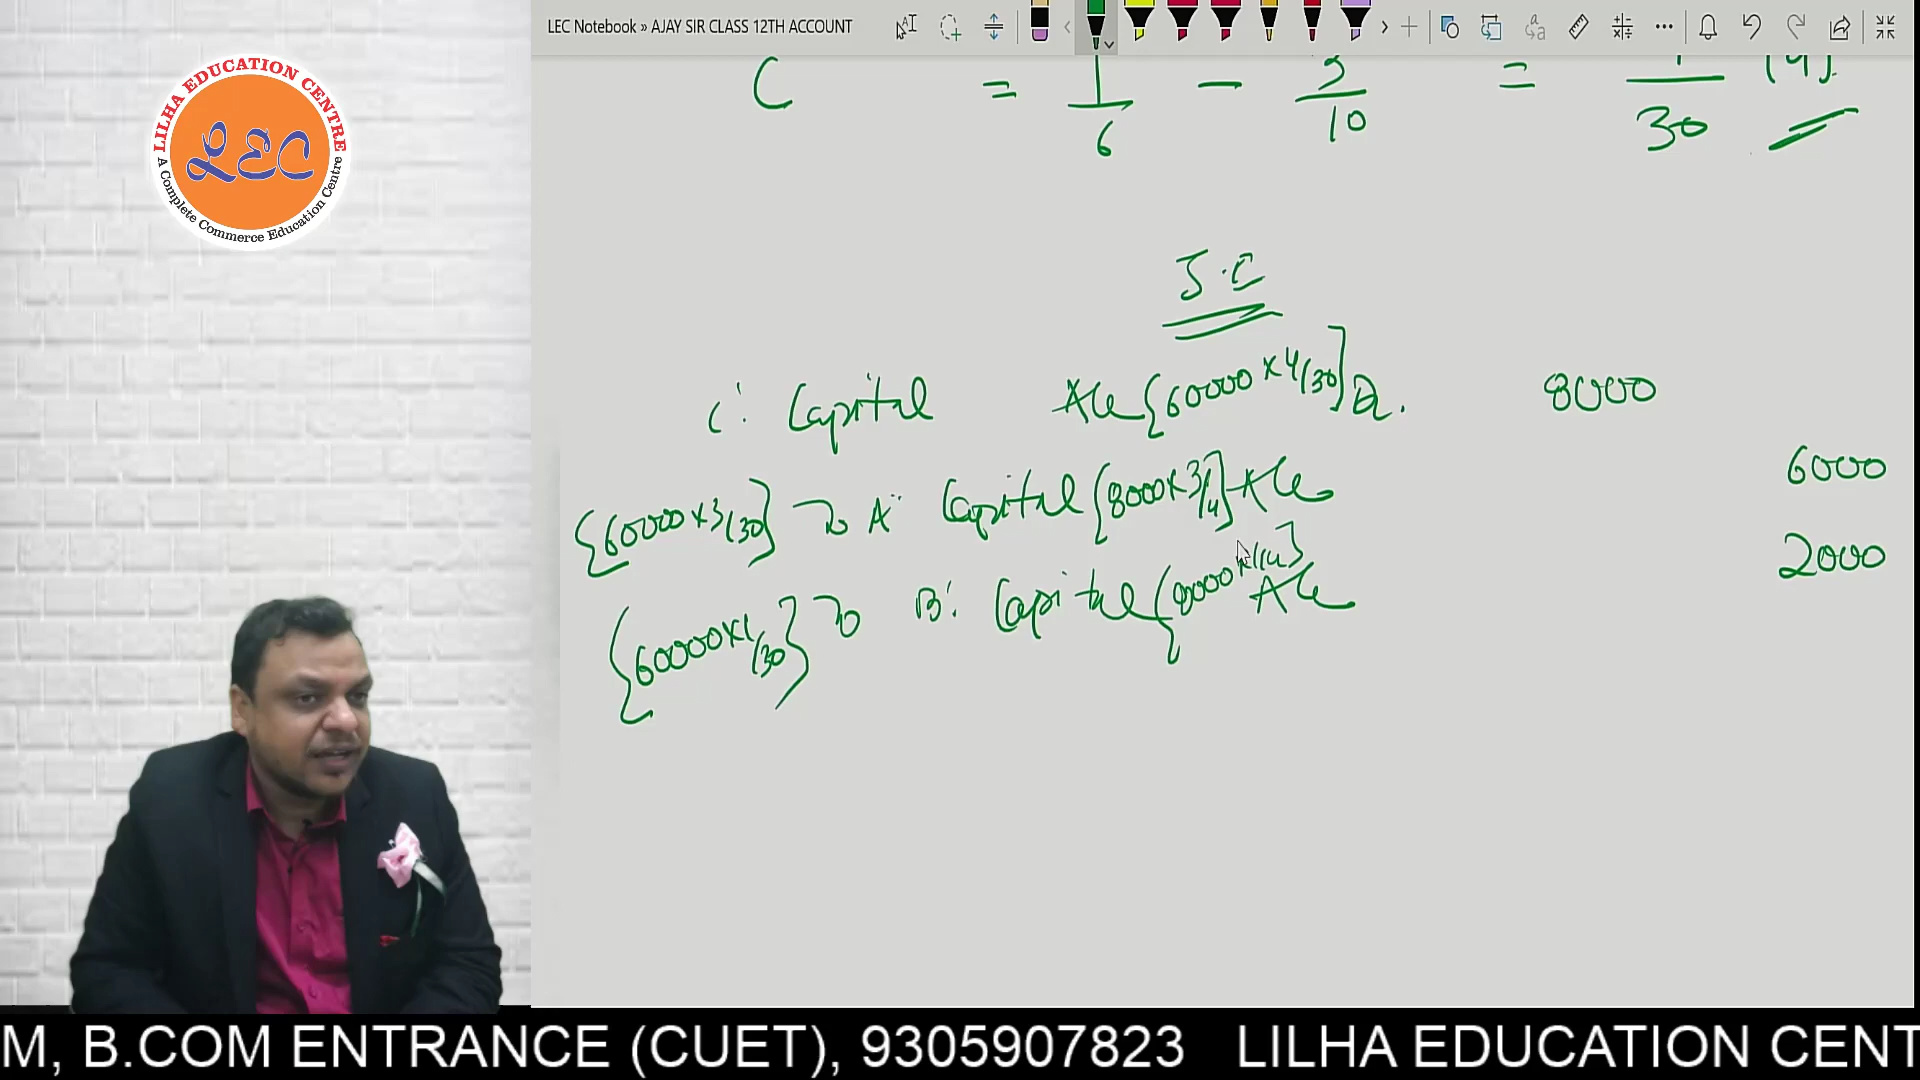 LEC Notebook » AJAY SIR CLASS 12TH ACCOUNT
LILHA EDUCATION CENTRE
LEC
A Complete Commerce Education Centre
C = 1/6 - 3/10 = /30 (4).
J.E
C' Capital A/c {60000 x 4/30] Dr. 8000
{60000 x 3/30} To A' Capital {8000 x 3/4} A/c 6000
{60000 x 1/30} To B' Capital {8000 x 1/4} A/c 2000
M, B.COM ENTRANCE (CUET), 9305907823 LILHA EDUCATION CENT